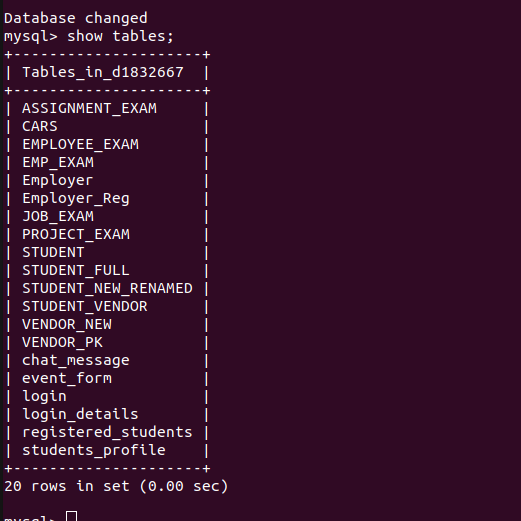 Database changed
mysql> show tables;
+---------------------+
| Tables_in_d1832667  |
+---------------------+
| ASSIGNMENT_EXAM     |
| CARS                |
| EMPLOYEE_EXAM       |
| EMP_EXAM            |
| Employer            |
| Employer_Reg        |
| JOB_EXAM            |
| PROJECT_EXAM        |
| STUDENT             |
| STUDENT_FULL        |
| STUDENT_NEW_RENAMED |
| STUDENT_VENDOR      |
| VENDOR_NEW          |
| VENDOR_PK           |
| chat_message        |
| event_form          |
| login               |
| login_details       |
| registered_students |
| students_profile    |
+---------------------+
20 rows in set (0.00 sec)
mysql>